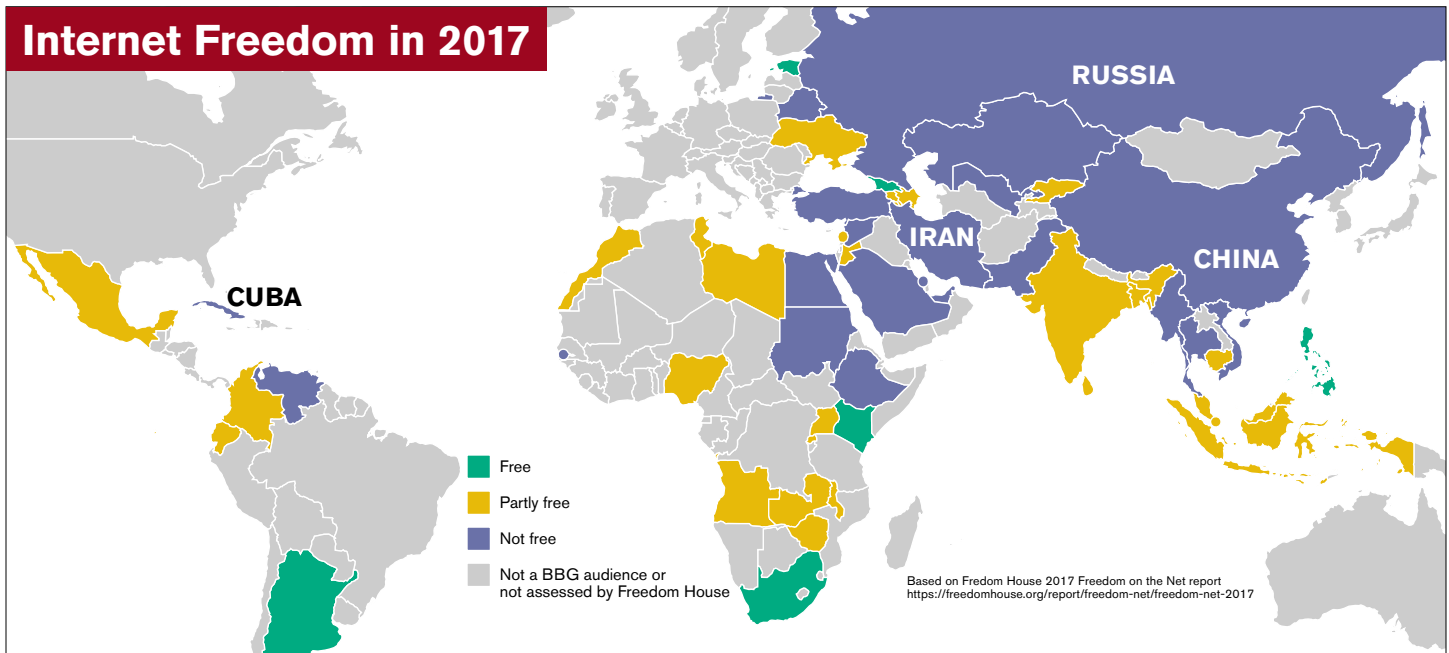 Internet Freedom in 2017
RUSSIA
IRAN
CHINA
CUBA
Free
Partly free
Not free
Not a BBG audience or
not assessed by Freedom House
Based on Fredom House 2017 Freedom on the Net report
https://freedomhouse.org/report/freedom-net/freedom-net-2017